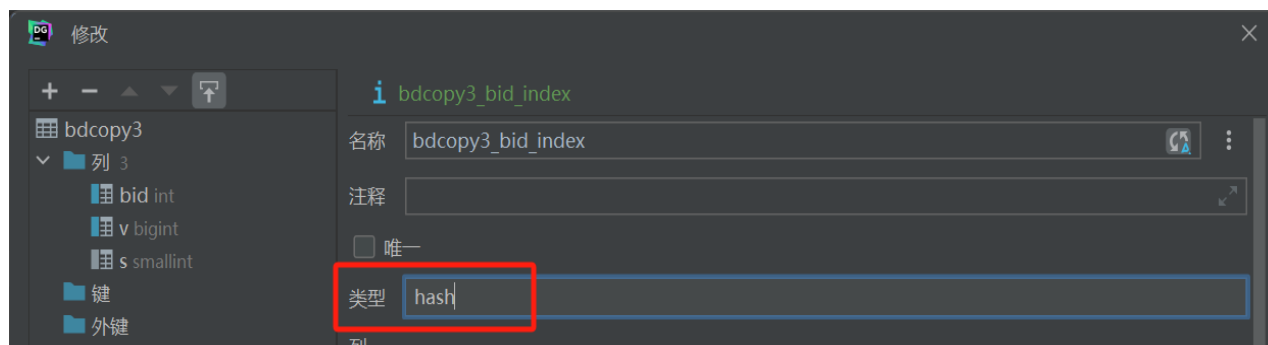 DG
修改
bdcopy3_bid_index
bdcopy3
名称 bdcopy3_bid_index
列 3
bid int
注释
v bigint
唯一
s smallint
键
类型 hash
外键
列